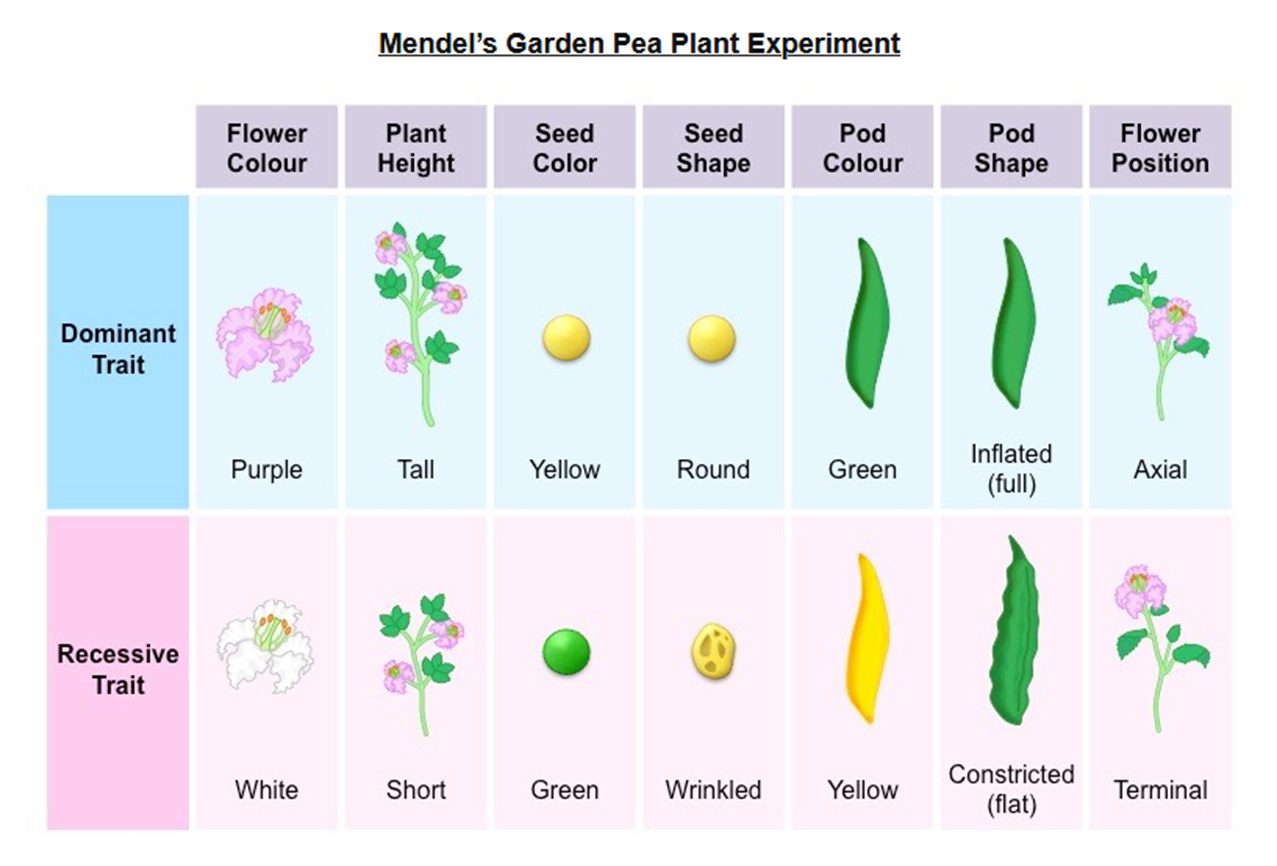 Mendel's Garden Pea Plant Experiment
Flower
Colour
Plant
Height
Seed
Color
Seed
Shape
Pod
Colour
Pod
Shape
Flower
Position
Dominant
Trait
Purple
Tall
Yellow
Round
Green
Inflated
(full)
Axial
Recessive
Trait
White
Short
Green
Wrinkled
Yellow
Constricted
(flat)
Terminal